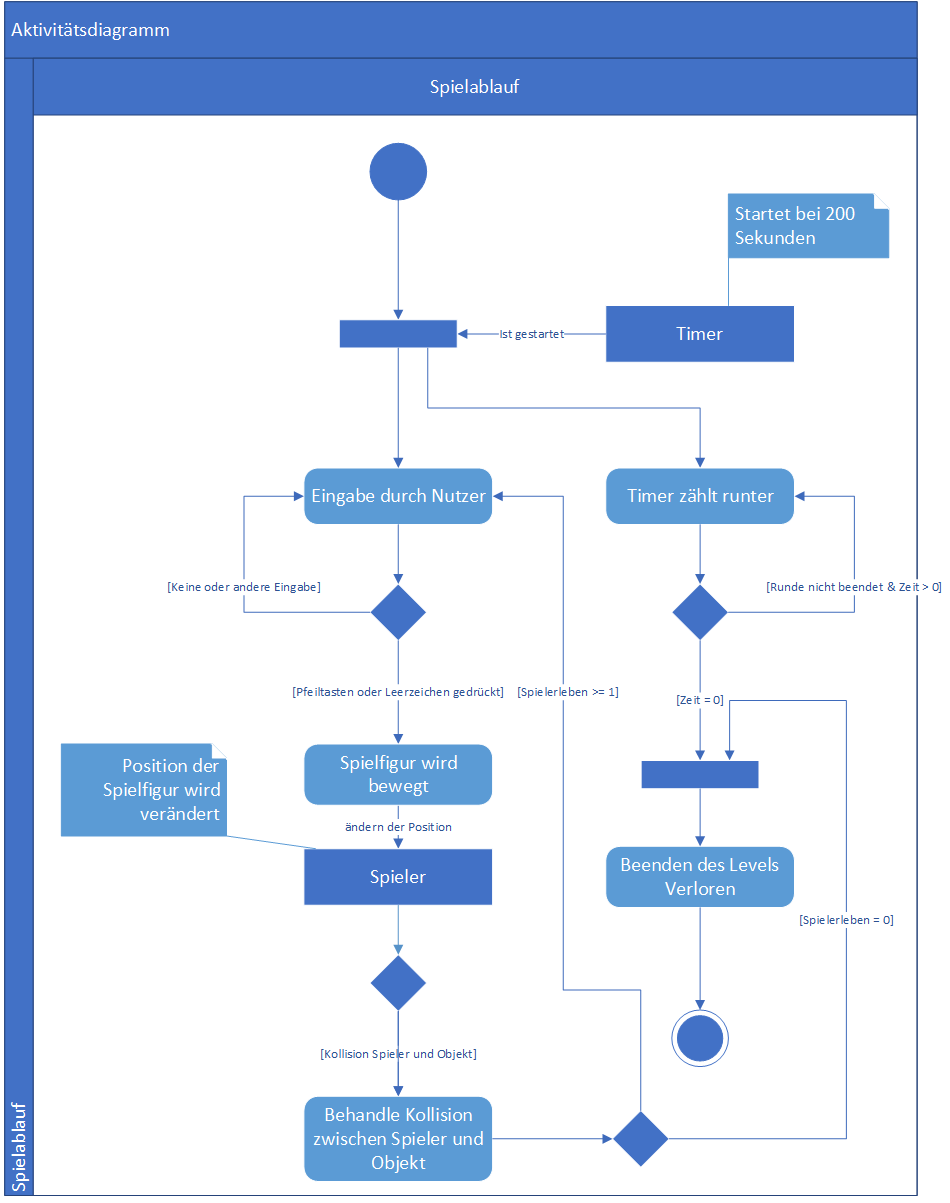 Aktivitätsdiagramm
Spielablauf
Startet bei 200
Sekunden
Ist gestartet
Timer
Eingabe durch Nutzer
Timer zählt runter
[Keine oder andere Eingabe]
[Runde nicht beendet & Zeit > 0]
[Pfeiltasten oder Leerzeichen gedrückt]
[Spielerleben >= 1]
[Zeit = 0]
Position der
Spielfigur wird
verändert
Spielfigur wird
bewegt
ändern der Position
Spieler
Beenden des Levels
Verloren
[Spielerleben = 0]
[Kollision Spieler und Objekt]
Behandle Kollision
zwischen Spieler und
Objekt
Spielablauf